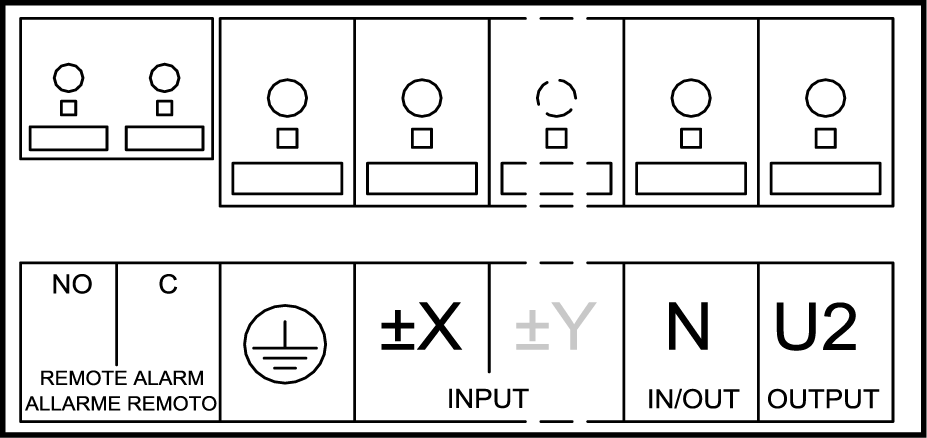 NO C
±X ±Y N U2
REMOTE ALARM
ALLARME REMOTO
INPUT IN/OUT OUTPUT